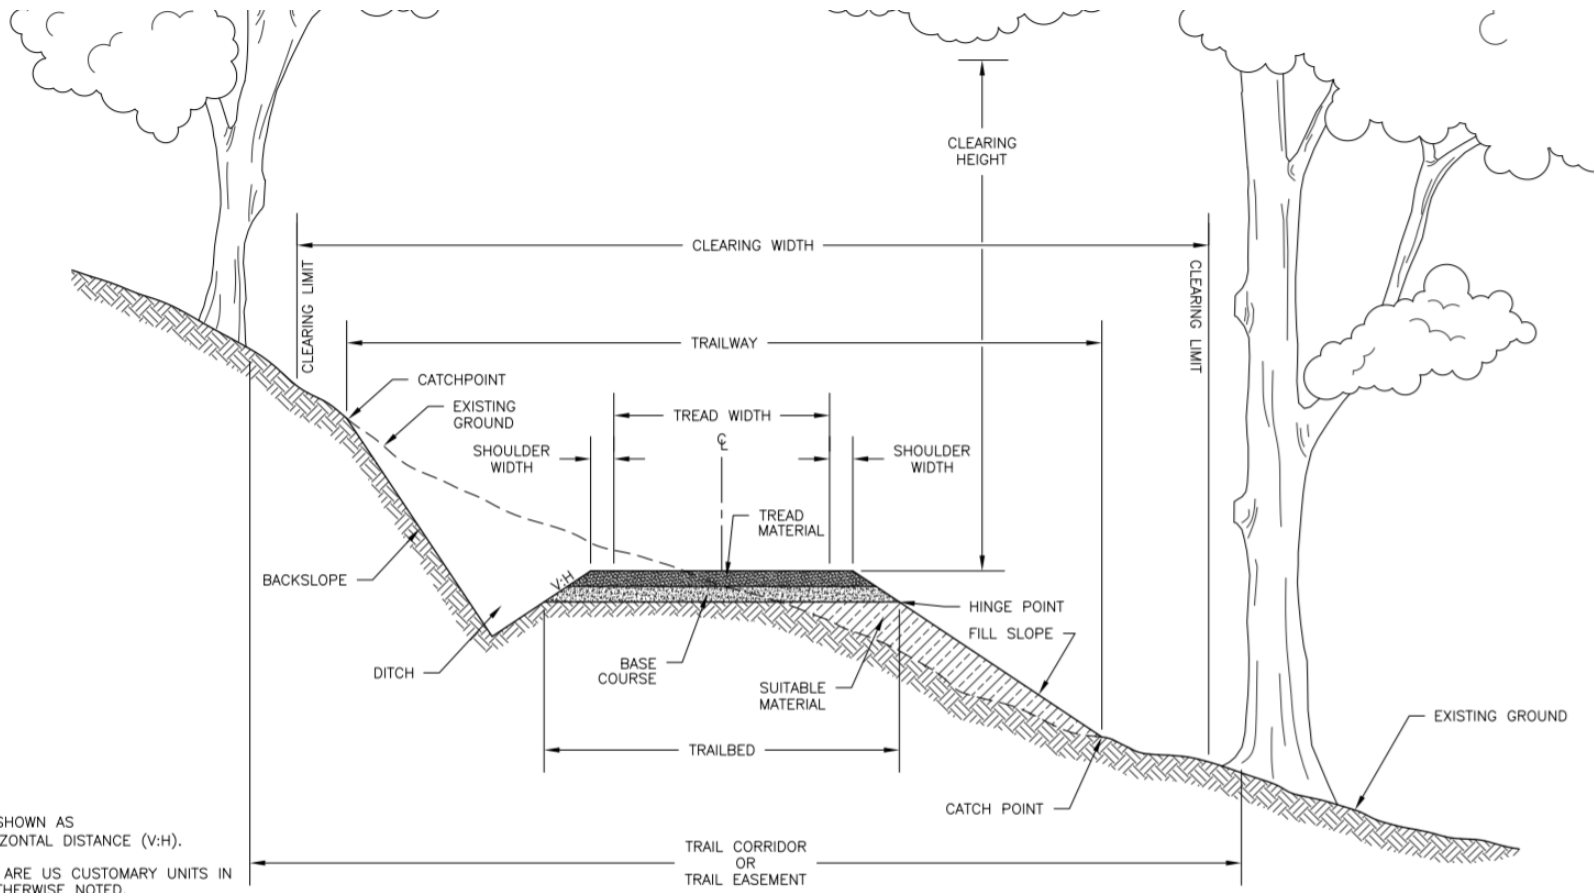 CLEARING
HEIGHT
CLEARING WIDTH
CLEARING LIMIT
CLEARING LIMIT
TRAILWAY
CATCHPOINT
EXISTING
GROUND
TREAD WIDTH
℄
SHOULDER
WIDTH
SHOULDER
WIDTH
TREAD
MATERIAL
V:H
BACKSLOPE
HINGE POINT
FILL SLOPE
DITCH
BASE
COURSE
SUITABLE
MATERIAL
EXISTING GROUND
TRAILBED
CATCH POINT
SHOWN AS
ZONTAL DISTANCE (V:H).
ARE US CUSTOMARY UNITS IN
THERWISE NOTED.
TRAIL CORRIDOR
OR
TRAIL EASEMENT